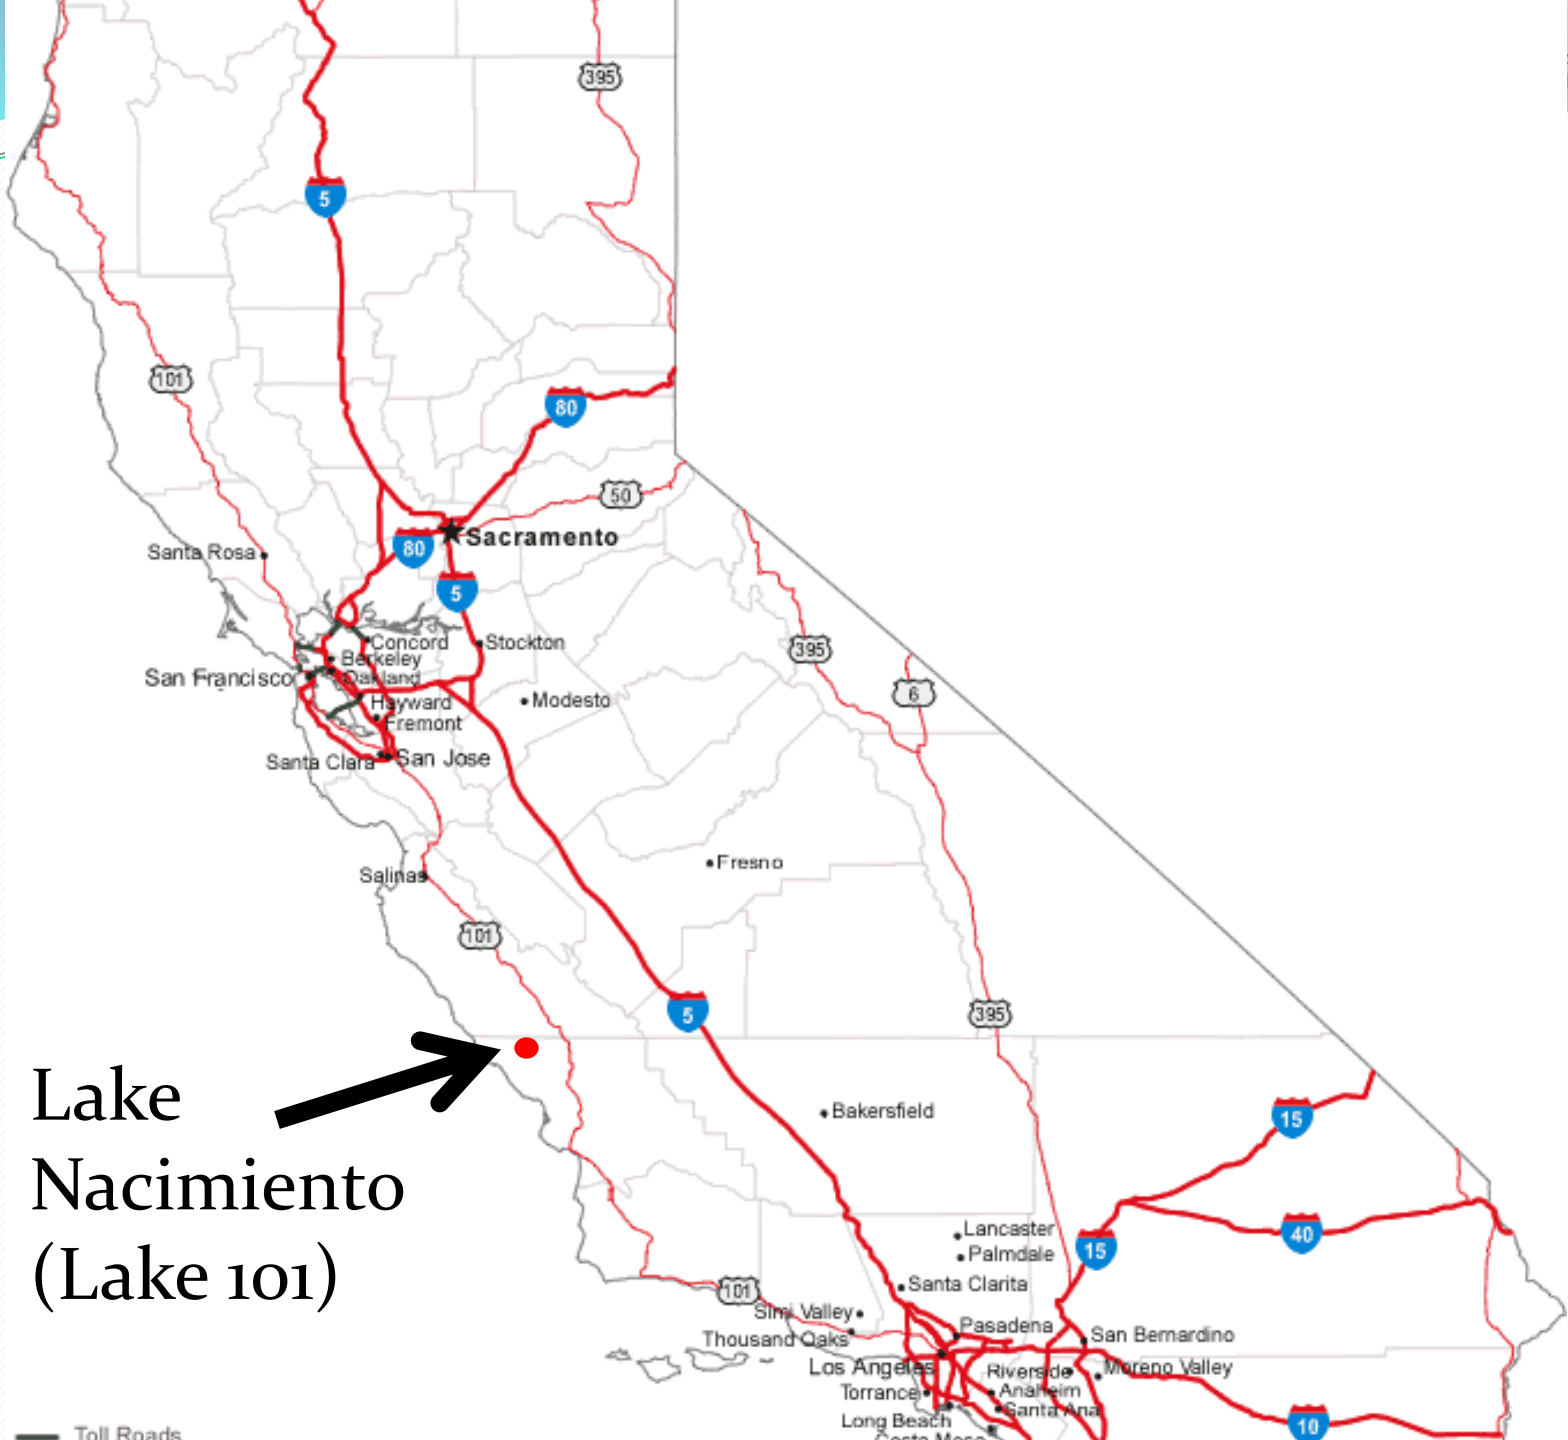 395
5
101
80
50
Sacramento
Santa Rosa
80
5
Concord
Stockton
Berkeley
395
San Francisco
Oakland
6
Hayward
Modesto
Fremont
Santa Clara
San Jose
Fresno
Salinas
101
5
395
Lake
Nacimiento
(Lake 101)
Bakersfield
15
Lancaster
40
15
Palmdale
Santa Clarita
101
Simi Valley
Pasadena
San Bernardino
Thousand Oaks
Los Angeles
Riverside
Moreno Valley
Torrance
Anaheim
Santa Ana
Long Beach
10
Costa Mesa
Toll Roads